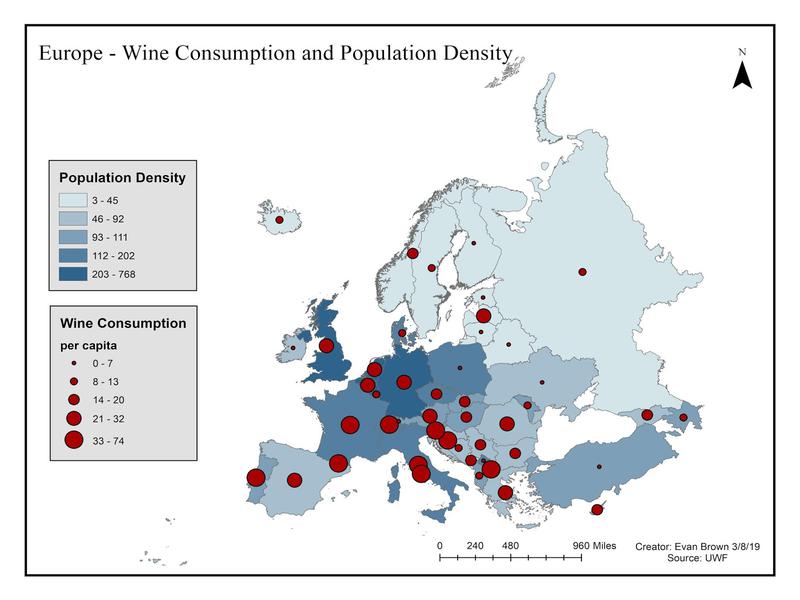 Europe - Wine Consumption and Population Density
N
Population Density
3 - 45
46 - 92
93 - 111
112 - 202
203 - 768
Wine Consumption
per capita
0 - 7
8 - 13
14 - 20
21 - 32
33 - 74
0 240 480 960 Miles
Creator: Evan Brown 3/8/19
Source: UWF